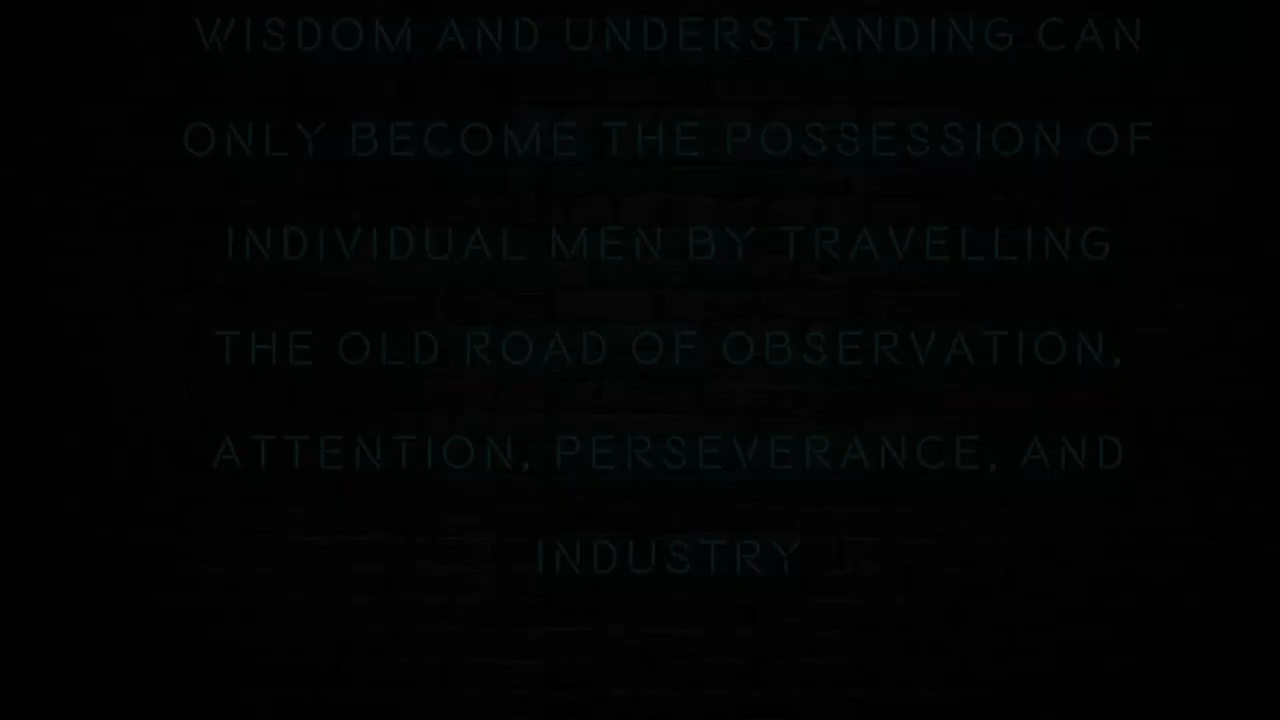 WISDOM AND UNDERSTANDING CAN
ONLY BECOME THE POSSESSION OF
INDIVIDUAL MEN BY TRAVELLING
THE OLD ROAD OF OBSERVATION,
ATTENTION, PERSEVERANCE, AND
INDUSTRY